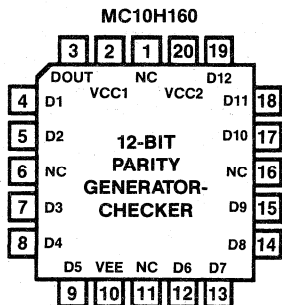 MC10H160
3 2 1 20 19
DOUT NC D12
VCC1 VCC2
4 D1 D11 18
5 D2 D10 17
12-BIT
PARITY
6 NC NC 16
GENERATOR-
7 D3 D9 15
CHECKER
8 D4 D8 14
D5 VEE NC D6 D7
9 10 11 12 13